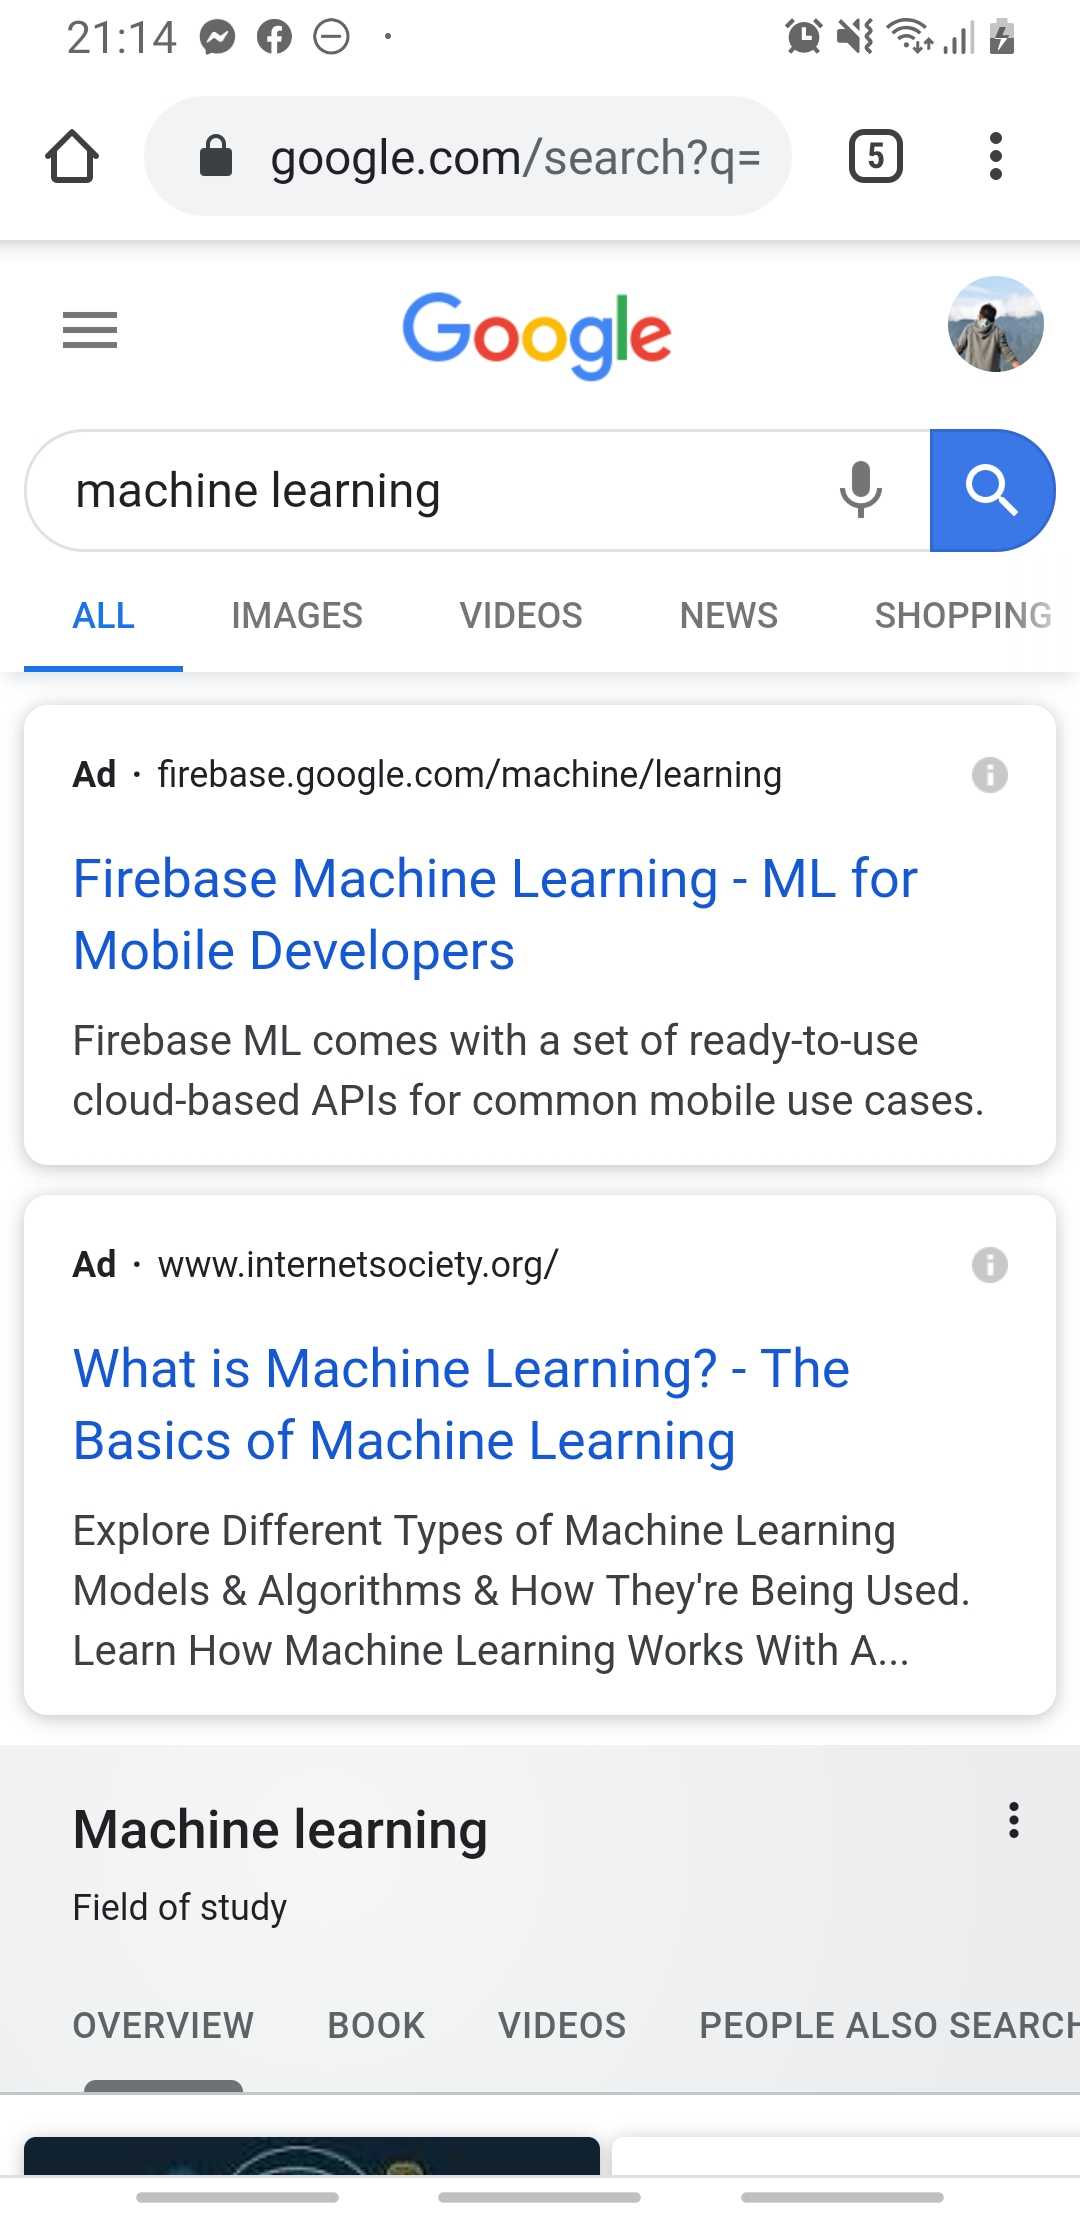 21:14
google.com/search?q=
5
Google
machine learning
ALL IMAGES VIDEOS NEWS SHOPPING
Ad · firebase.google.com/machine/learning
Firebase Machine Learning - ML for
Mobile Developers
Firebase ML comes with a set of ready-to-use
cloud-based APIs for common mobile use cases.
Ad · www.internetsociety.org/
What is Machine Learning? - The
Basics of Machine Learning
Explore Different Types of Machine Learning
Models & Algorithms & How They're Being Used.
Learn How Machine Learning Works With A...
Machine learning
Field of study
OVERVIEW BOOK VIDEOS PEOPLE ALSO SEARCH